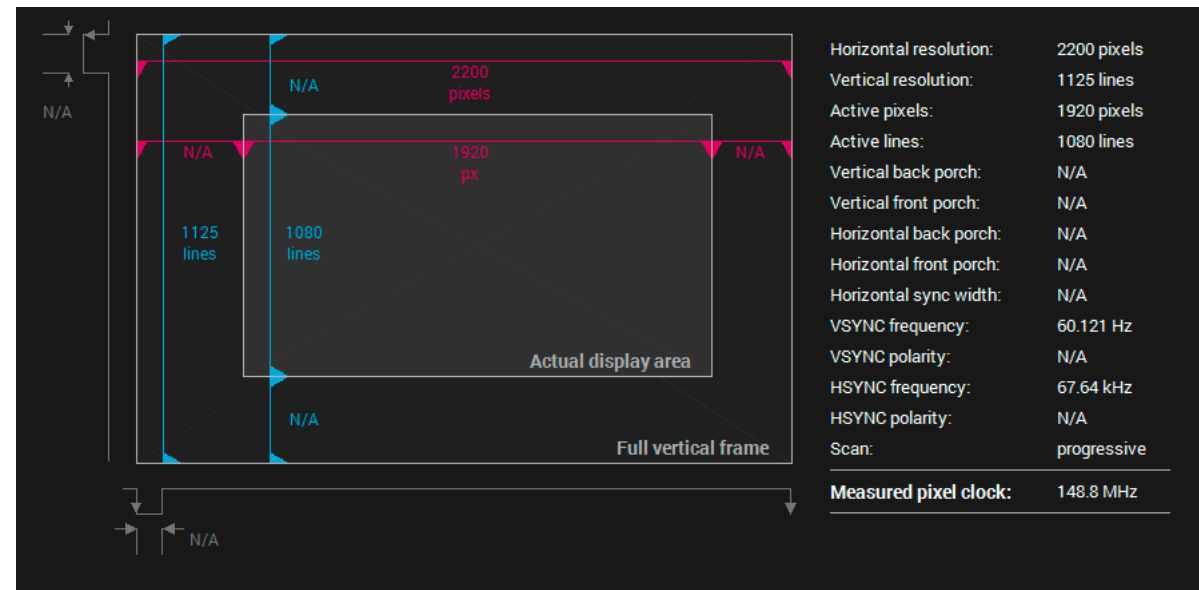 N/A
2200
pixels
N/A
N/A
1920
px
N/A
1125
lines
1080
lines
Actual display area
N/A
Full vertical frame
N/A
Horizontal resolution: 2200 pixels
Vertical resolution: 1125 lines
Active pixels: 1920 pixels
Active lines: 1080 lines
Vertical back porch: N/A
Vertical front porch: N/A
Horizontal back porch: N/A
Horizontal front porch: N/A
Horizontal sync width: N/A
VSYNC frequency: 60.121 Hz
VSYNC polarity: N/A
HSYNC frequency: 67.64 kHz
HSYNC polarity: N/A
Scan: progressive
Measured pixel clock: 148.8 MHz